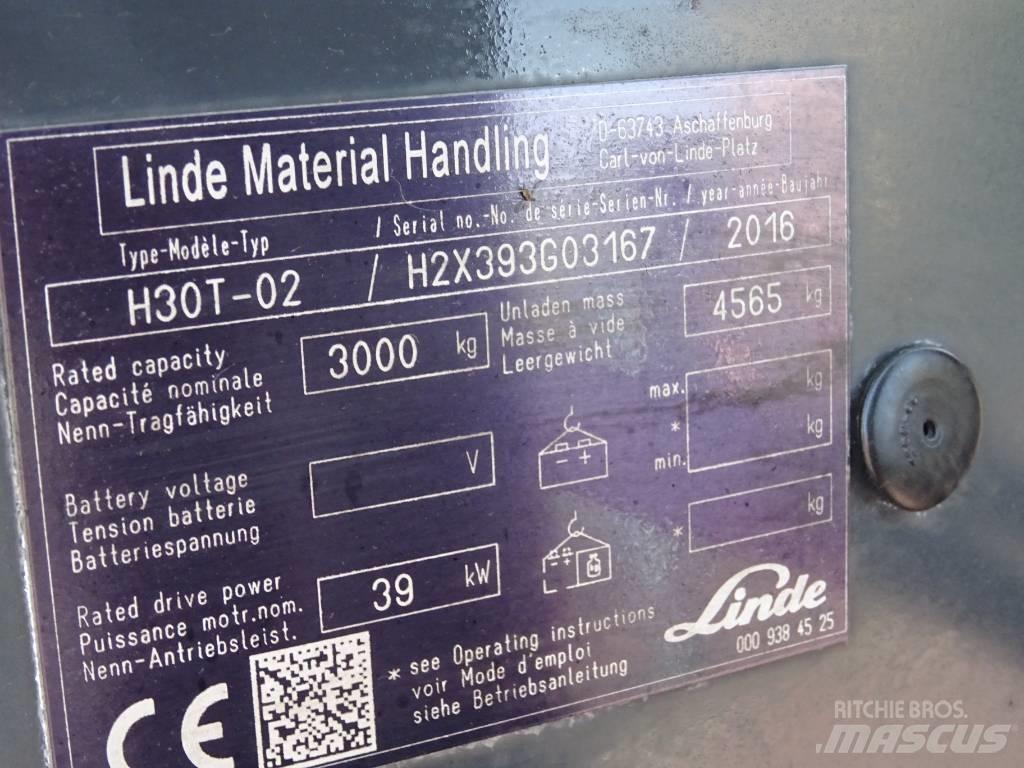 Linde Material Handling
D-63743 Aschaffenburg
Carl-von-Linde-Platz
Type-Modèle-Typ / Serial no.-No. de série-Serien-Nr. / year-année-Baujahr
H30T-02 / H2X393G03167 / 2016
Rated capacity
Capacité nominale
Nenn-Tragfähigkeit
3000 kg
Unladen mass
Masse à vide
Leergewicht
4565 kg
Battery voltage
Tension batterie
Batteriespannung
V
- +
max. kg
* kg
min.
- +
* kg
Rated drive power
Puissance motr.nom.
Nenn-Antriebsleist.
39 kW
* see Operating instructions
voir Mode d'emploi
siehe Betriebsanleitung
Linde
000 938 45 25
CE
RITCHIE BROS.
MASCUS